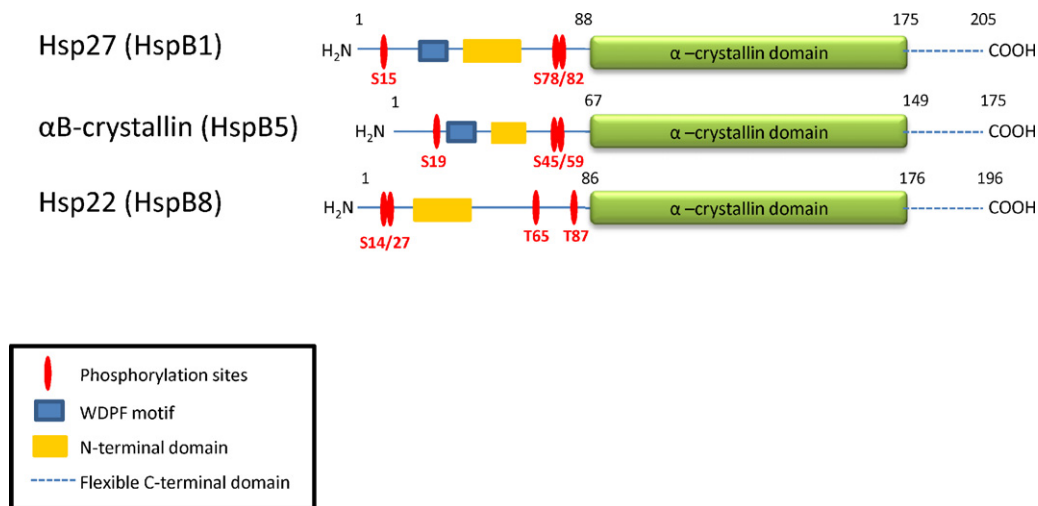 1 88 175 205
Hsp27 (HspB1) H₂N α –crystallin domain COOH
S15 S78/82
1 67 149 175
αB-crystallin (HspB5) H₂N α –crystallin domain COOH
S19 S45/59
1 86 176 196
Hsp22 (HspB8) H₂N α –crystallin domain COOH
S14/27 T65 T87
Phosphorylation sites
WDPF motif
N-terminal domain
Flexible C-terminal domain